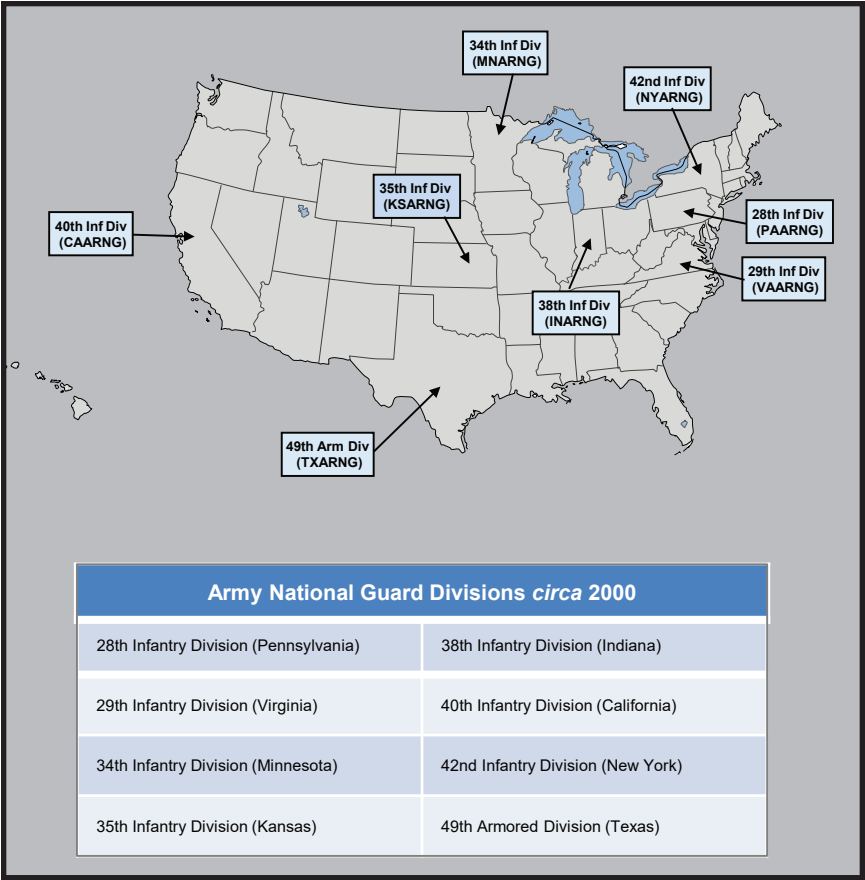 34th Inf Div
(MNARNG)
42nd Inf Div
(NYARNG)
35th Inf Div
(KSARNG)
28th Inf Div
(PAARNG)
40th Inf Div
(CAARNG)
29th Inf Div
(VAARNG)
38th Inf Div
(INARNG)
49th Arm Div
(TXARNG)
Army National Guard Divisions circa 2000
28th Infantry Division (Pennsylvania)
38th Infantry Division (Indiana)
29th Infantry Division (Virginia)
40th Infantry Division (California)
34th Infantry Division (Minnesota)
42nd Infantry Division (New York)
35th Infantry Division (Kansas)
49th Armored Division (Texas)